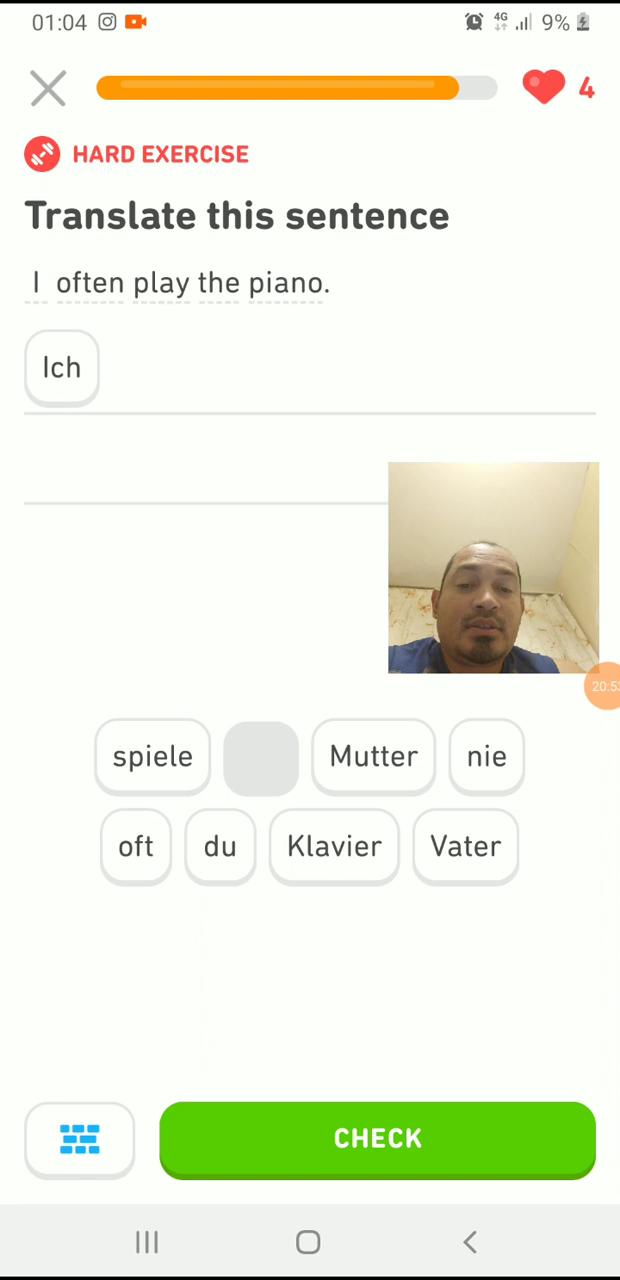 01:04 4G 9%
4
HARD EXERCISE
Translate this sentence
I often play the piano.
Ich
spiele Mutter nie
oft du Klavier Vater
CHECK